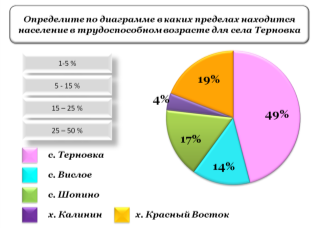 Определите по диаграмме в каких пределах находится
население в трудоспособном возрасте для села Терновка
1-5 %
5 - 15 %
15 – 25 %
25 – 50 %
19%
4%
49%
17%
14%
с. Терновка
с. Вислое
с. Шопино
х. Калинин
х. Красный Восток